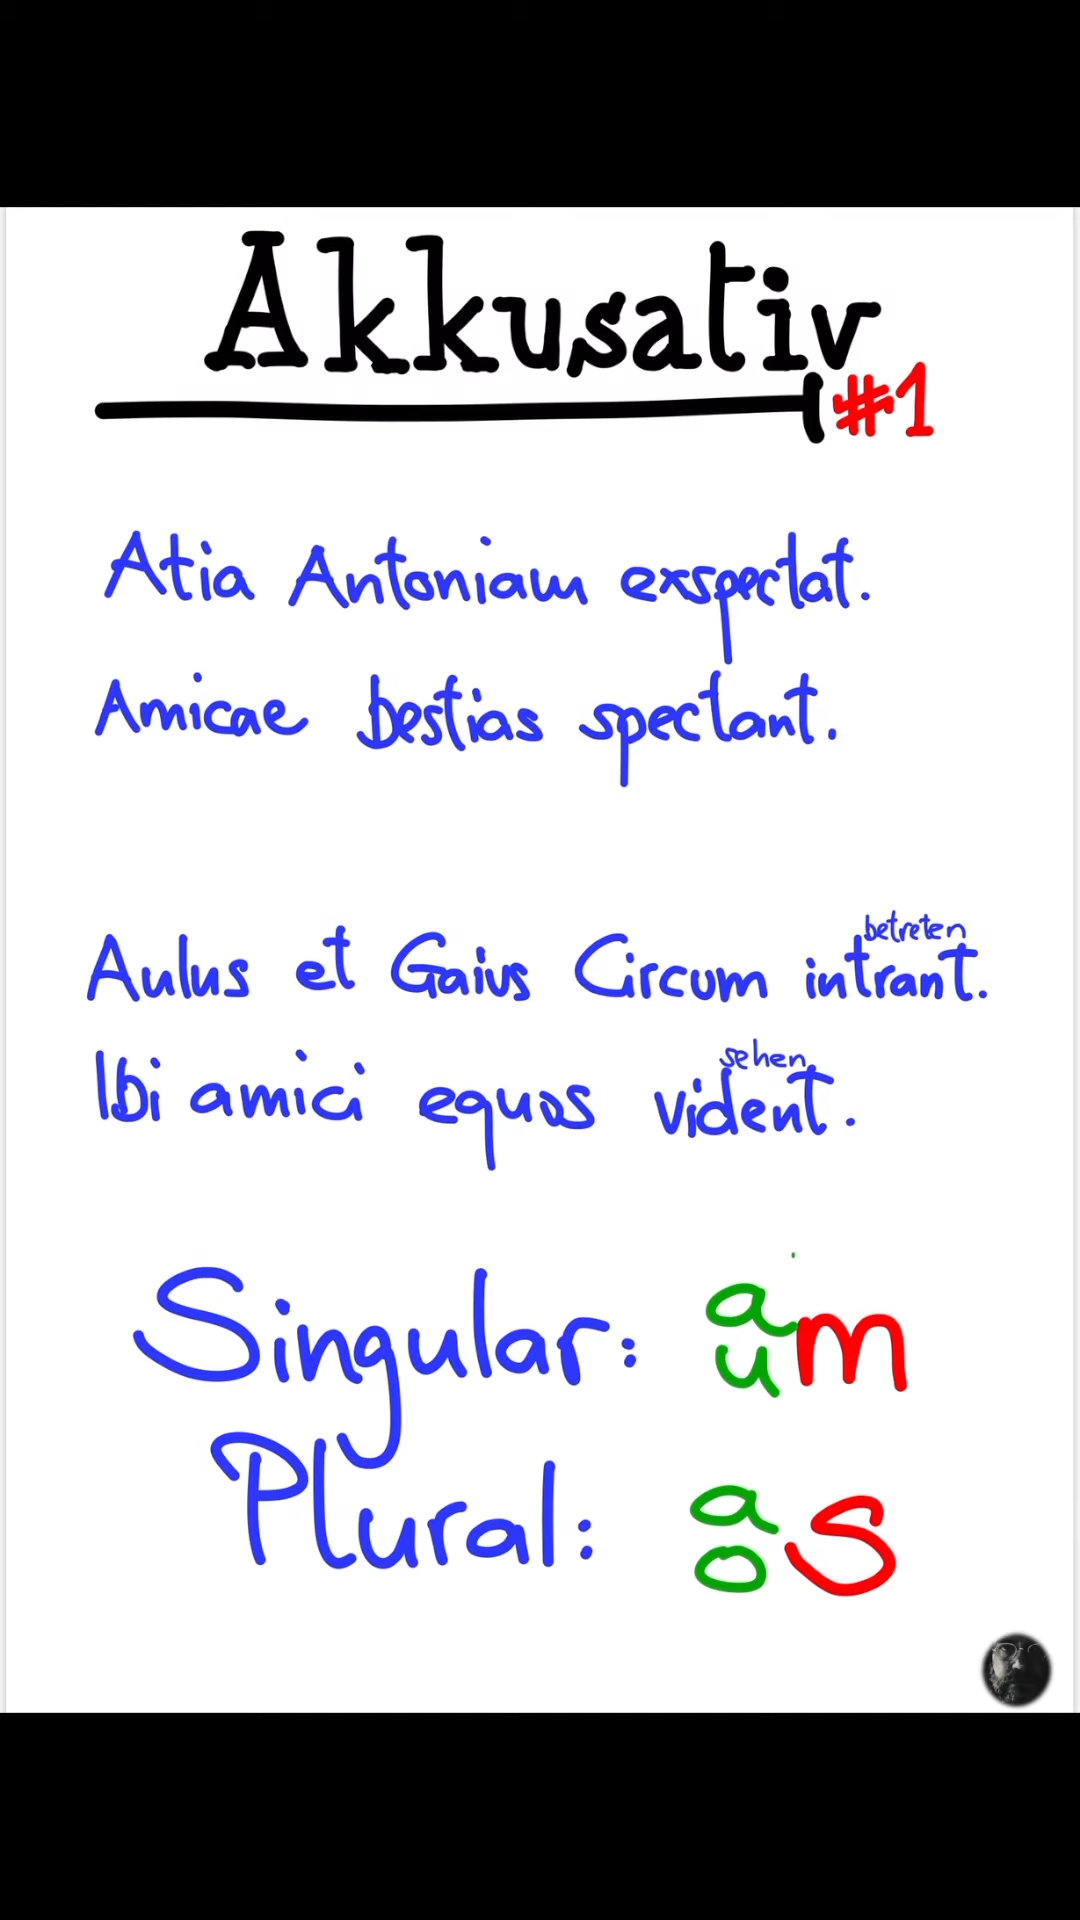 Akkusativ
#1
Atia Antoniam exspectat.
Amicae bestias spectant.
betreten
Aulus et Gaius Circum intrant.
sehen
Ibi amici equos vident.
Singular: a m
u
Plural: a s
o